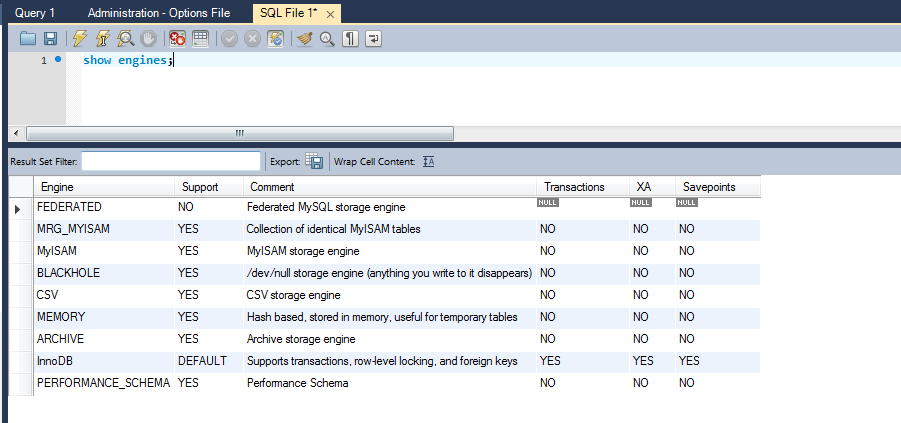 Query 1 Administration - Options File SQL File 1*
1 show engines;
Result Set Filter: Export: Wrap Cell Content:
Engine Support Comment Transactions XA Savepoints
FEDERATED NO Federated MySQL storage engine NULL NULL NULL
MRG_MYISAM YES Collection of identical MyISAM tables NO NO NO
MyISAM YES MyISAM storage engine NO NO NO
BLACKHOLE YES /dev/null storage engine (anything you write to it disappears) NO NO NO
CSV YES CSV storage engine NO NO NO
MEMORY YES Hash based, stored in memory, useful for temporary tables NO NO NO
ARCHIVE YES Archive storage engine NO NO NO
InnoDB DEFAULT Supports transactions, row-level locking, and foreign keys YES YES YES
PERFORMANCE_SCHEMA YES Performance Schema NO NO NO